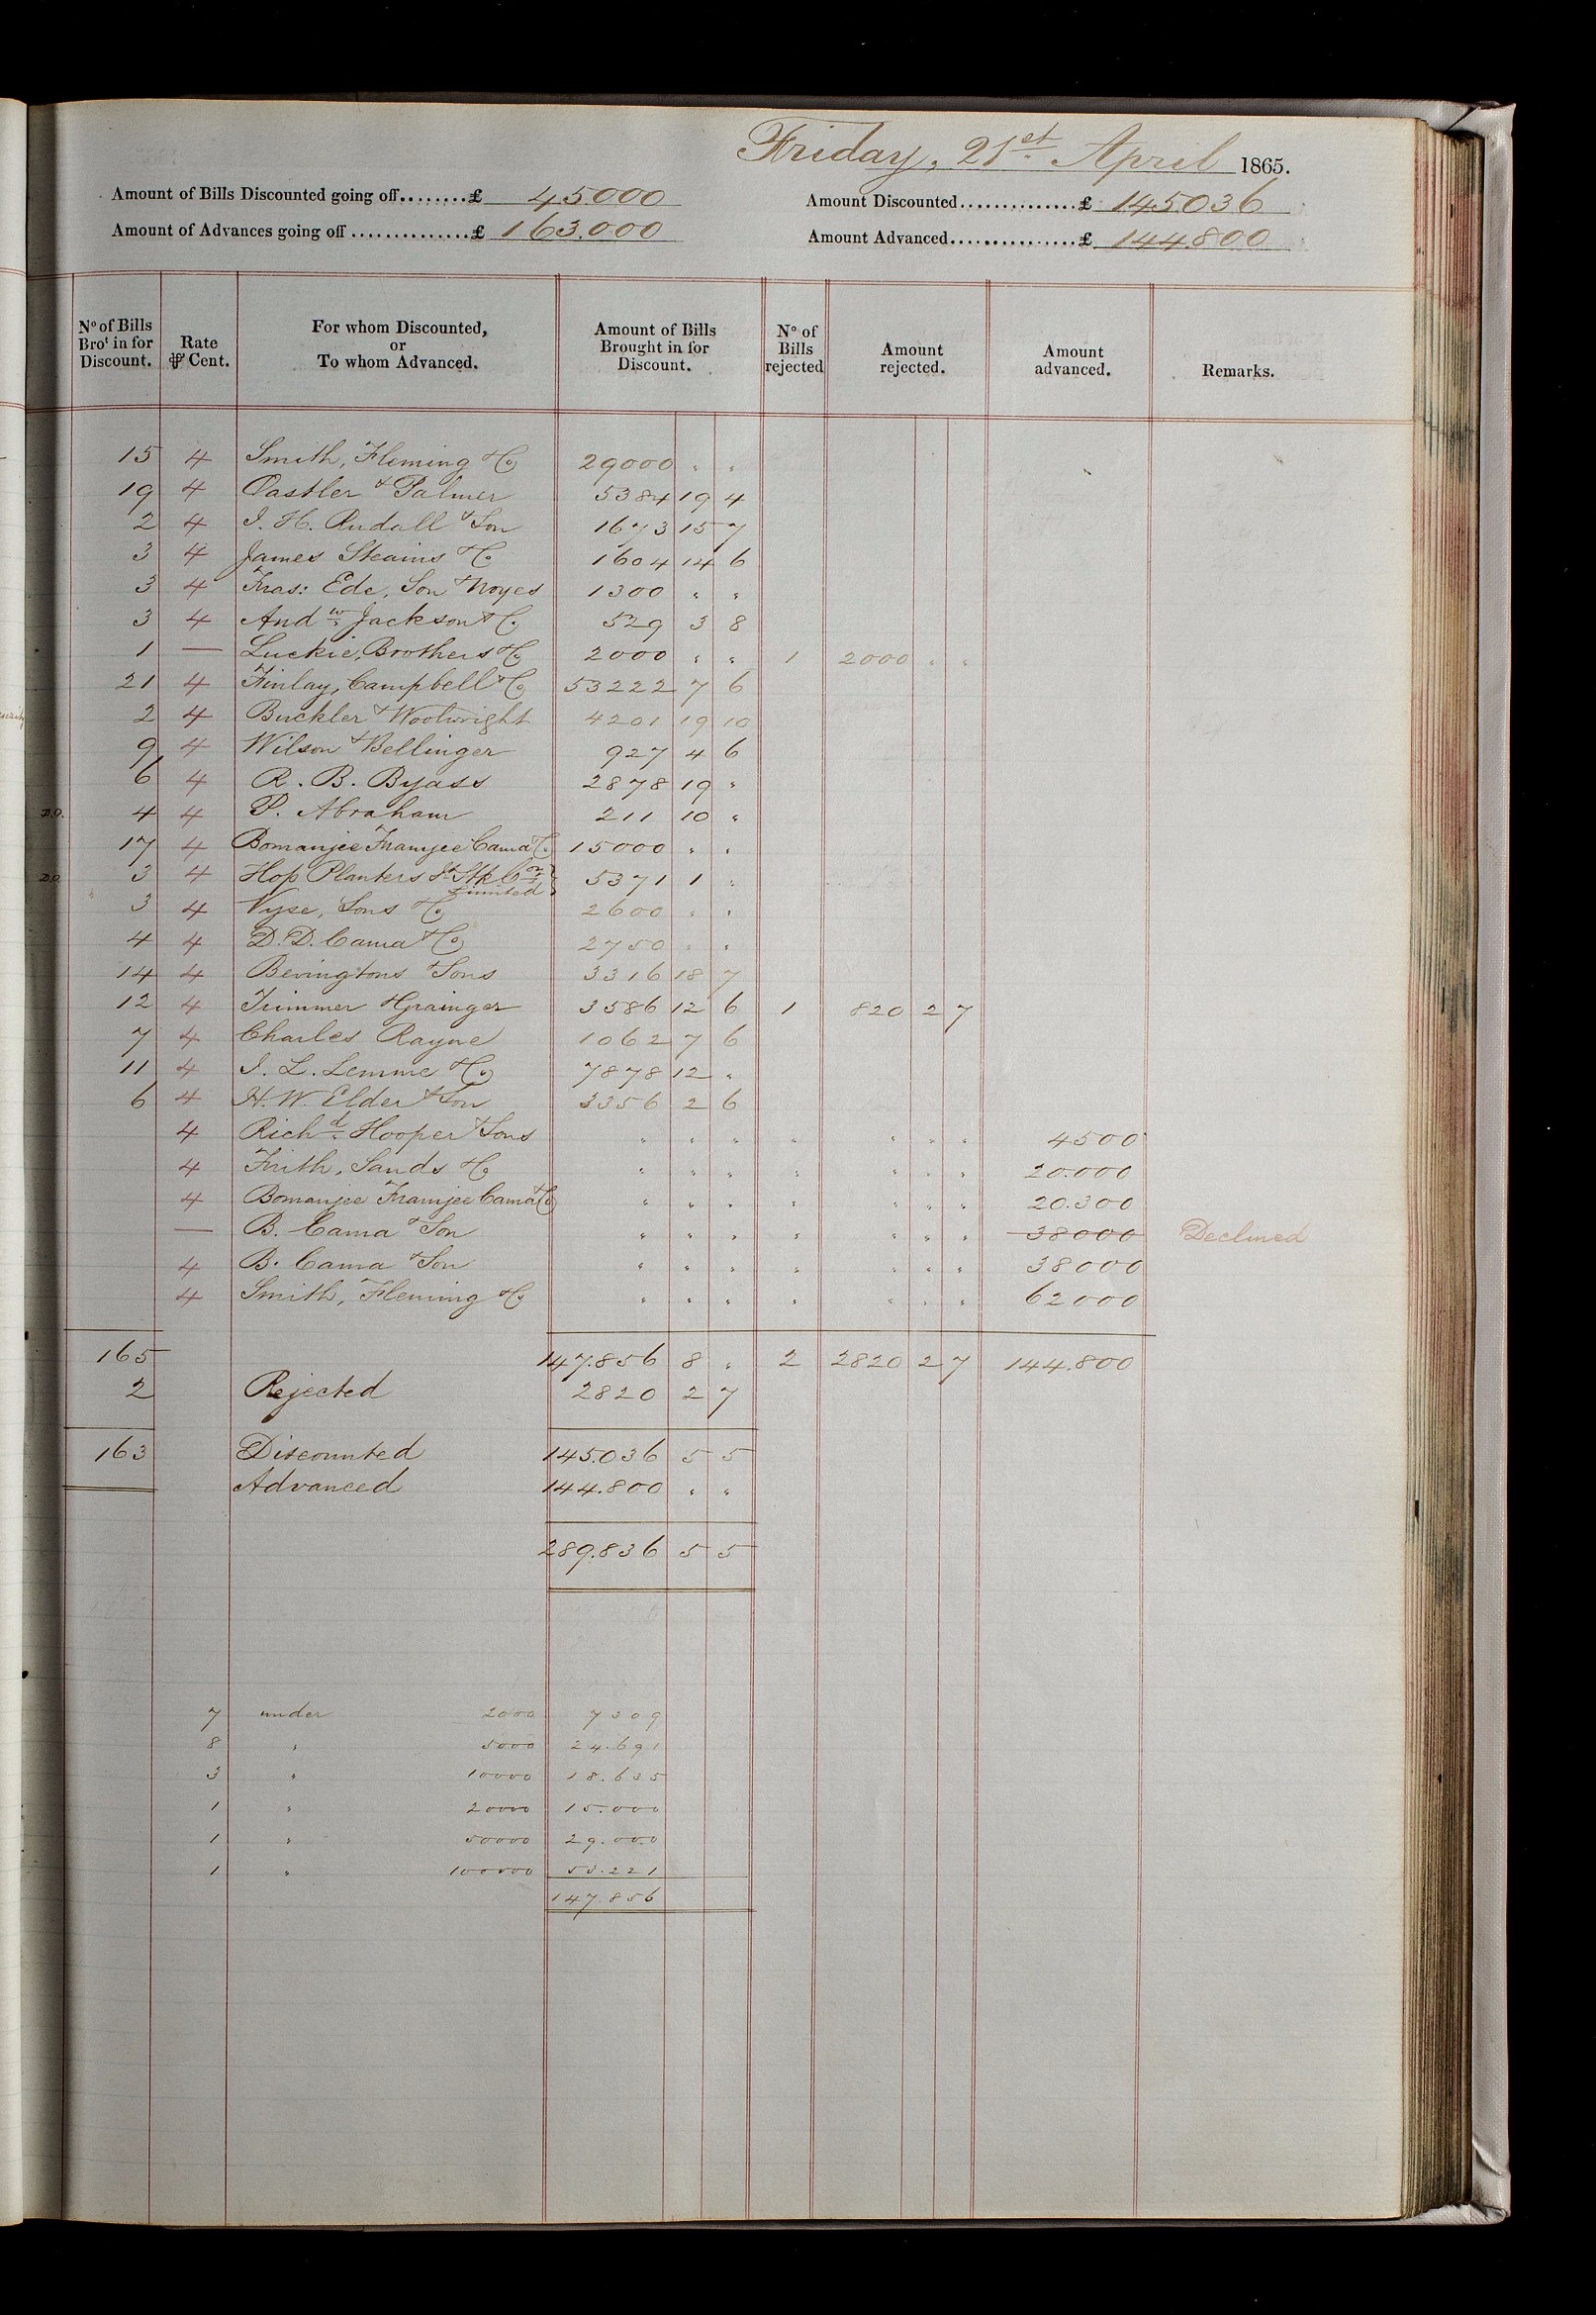 Friday, 21st. April 1865.
Amount of Bills Discounted going off........£ 45000 Amount Discounted..............£ 145036
Amount of Advances going off..............£ 163.000 Amount Advanced...............£ 144.800
No of Bills Brot in for Discount. Rate ⅌ Cent. For whom Discounted, or To whom Advanced. Amount of Bills Brought in for Discount. No of Bills rejected Amount rejected. Amount advanced. Remarks.
15 4 Smith, Fleming & Co 29000 " "
19 4 Castler & Palmer 5384 19 4
2 4 J. H. Rudall & Son 1673 15 7
3 4 James Steains & Co 1604 14 6
3 4 Fras: Ede, Son & Noyes 1300 " "
3 4 Andw. Jackson & Co. 529 3 8
1 — Luckie, Brothers & Co 2000 " " 1 2000 " "
21 4 Finlay, Campbell & Co 53222 7 6
2 4 Buckler & Woolwright 4201 19 10
9 4 Wilson & Bellinger 927 4 6
6 4 R. B. Byass 2878 19 "
D.O. 4 4 P. Abraham 211 10 "
17 4 Bomanjee Framjee Cama & Co 15000 " "
D.O. 3 4 Hop Planters Jt Stk Coy Limited 5371 1 "
3 4 Vyse, Sons & Co 2600 " "
4 4 D. D. Cama & Co 2750 " "
14 4 Bevingtons & Sons 3316 18 7
12 4 Trimmer & Grainger 3586 12 6 1 820 2 7
7 4 Charles Rayne 1062 7 6
11 4 J. L. Lemme & Co 7878 12 "
6 4 H. W. Elder & Son 3356 2 6
4 Richd. Hooper & Sons " " " " " " " 4500
4 Frith, Sands & Co " " " " " " " 20.000
4 Bomanjee Framjee Cama & Co " " " " " " " 20.300
— B. Cama & Son " " " " " " " 38000 Declined
4 B. Cama & Son " " " " " " " 38000
4 Smith, Fleming & Co " " " " " " " 62000
165 147.856 8 " 2 2820 2 7 144.800
2 Rejected 2820 2 7
163 Discounted 145.036 5 5
Advanced 144.800 " "
289.836 5 5
7 under 2000 7309
8 " 5000 24.691
3 " 10000 18.635
1 " 20000 15.000
1 " 50000 29.000
1 " 100000 53.221
147.856